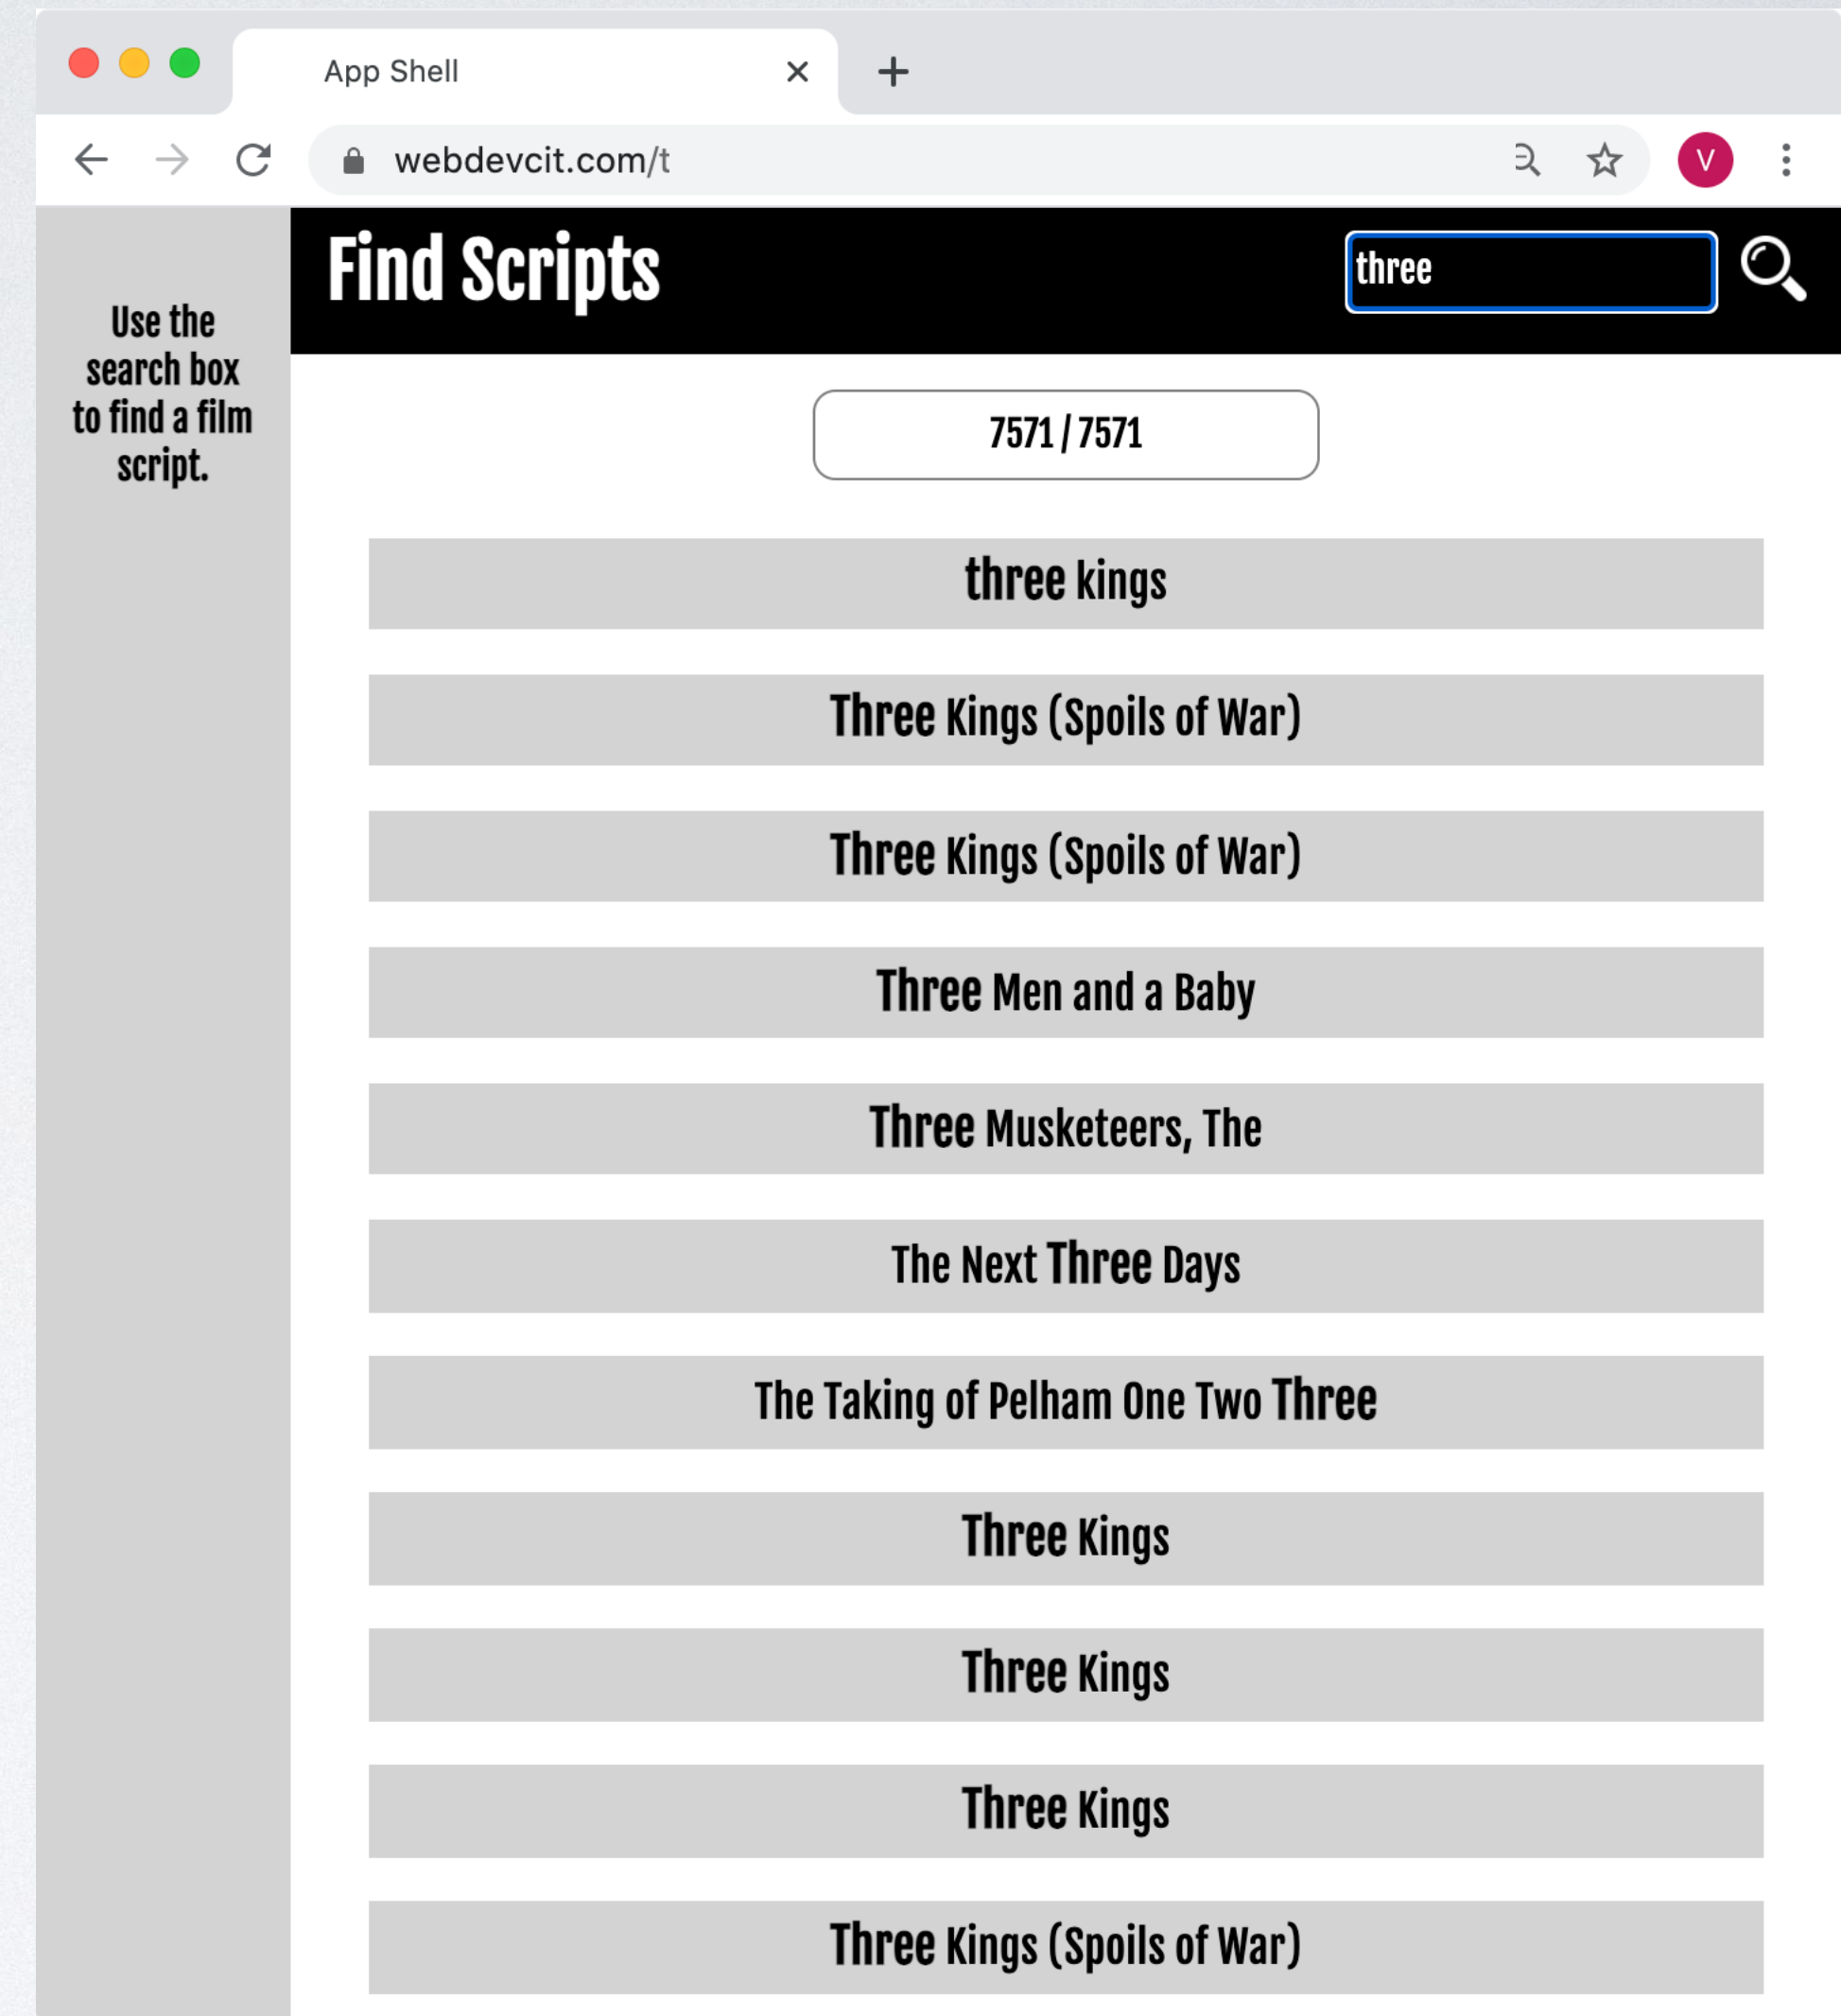 App Shell
webdevcit.com/t
V
Find Scripts
three
Use the
search box
to find a film
script.
7571 / 7571
three kings
Three Kings (Spoils of War)
Three Kings (Spoils of War)
Three Men and a Baby
Three Musketeers, The
The Next Three Days
The Taking of Pelham One Two Three
Three Kings
Three Kings
Three Kings
Three Kings (Spoils of War)